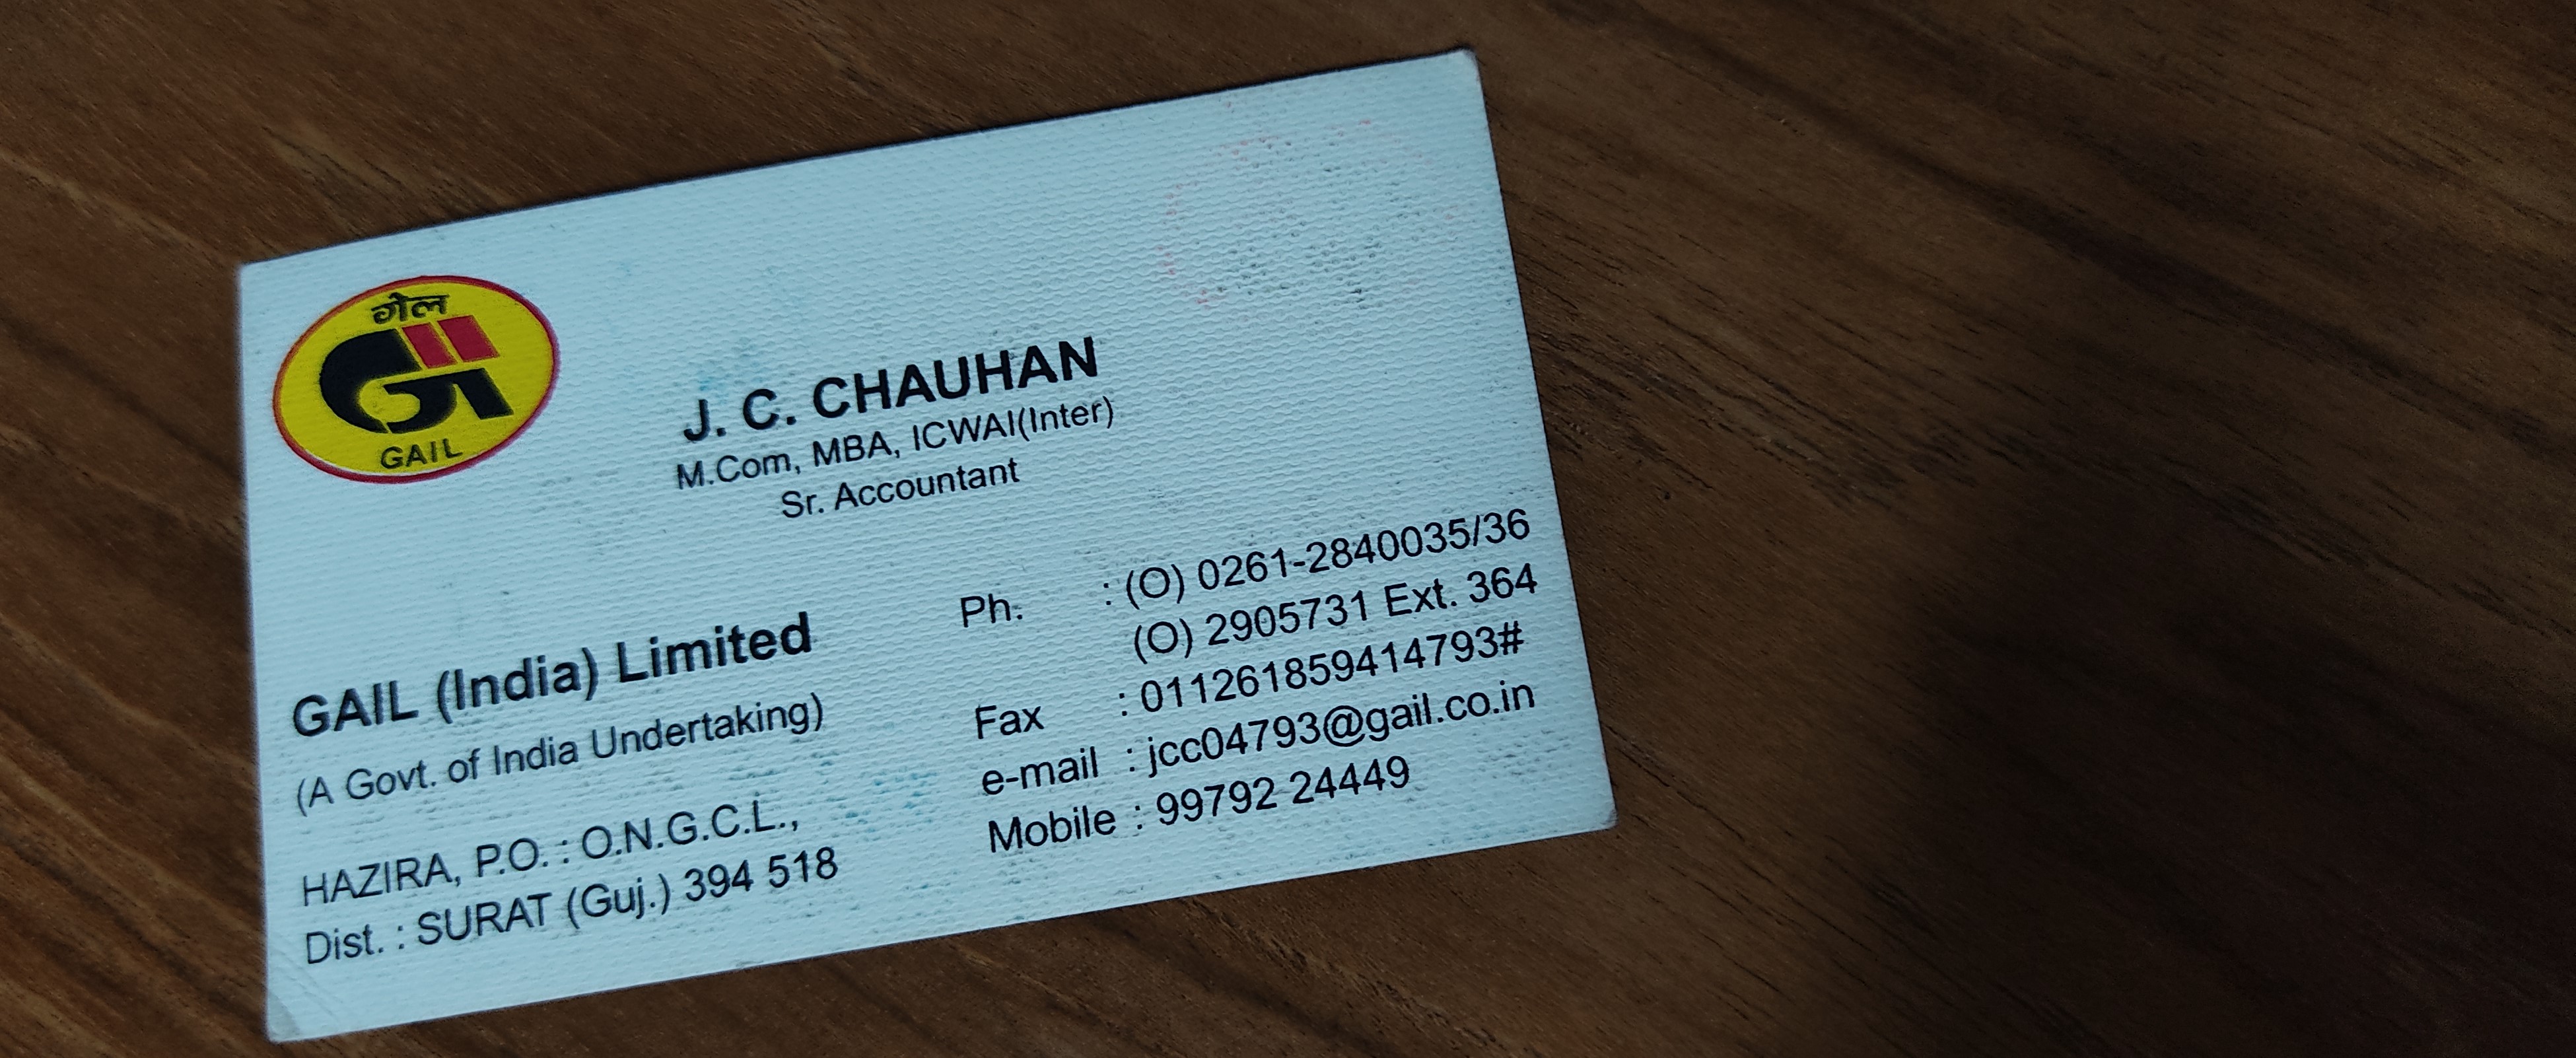 गेल
GAIL
J. C. CHAUHAN
M.Com, MBA, ICWAI(Inter)
Sr. Accountant
GAIL (India) Limited
(A Govt. of India Undertaking)
HAZIRA, P.O. : O.N.G.C.L.,
Dist. : SURAT (Guj.) 394 518
Ph. : (O) 0261-2840035/36
(O) 2905731 Ext. 364
Fax : 011261859414793#
e-mail : jcc04793@gail.co.in
Mobile : 99792 24449